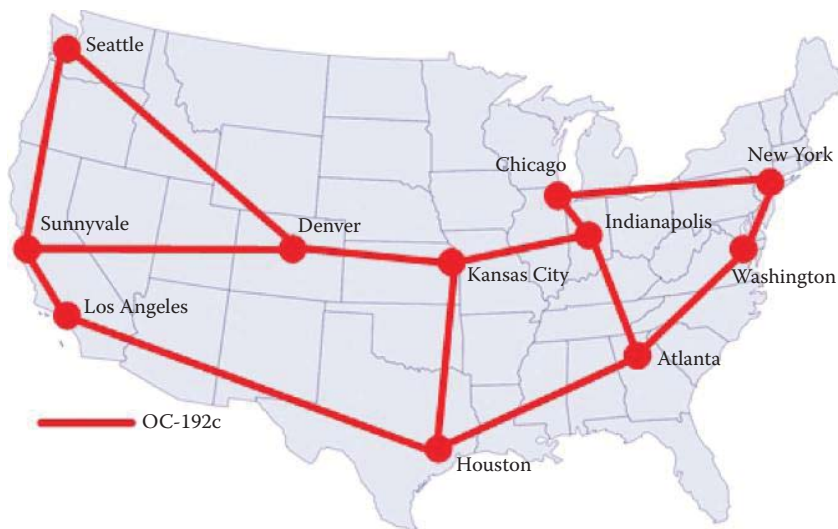 Seattle
New York
Chicago
Sunnyvale
Denver
Indianapolis
Kansas City
Washington
Los Angeles
Atlanta
OC-192c
Houston